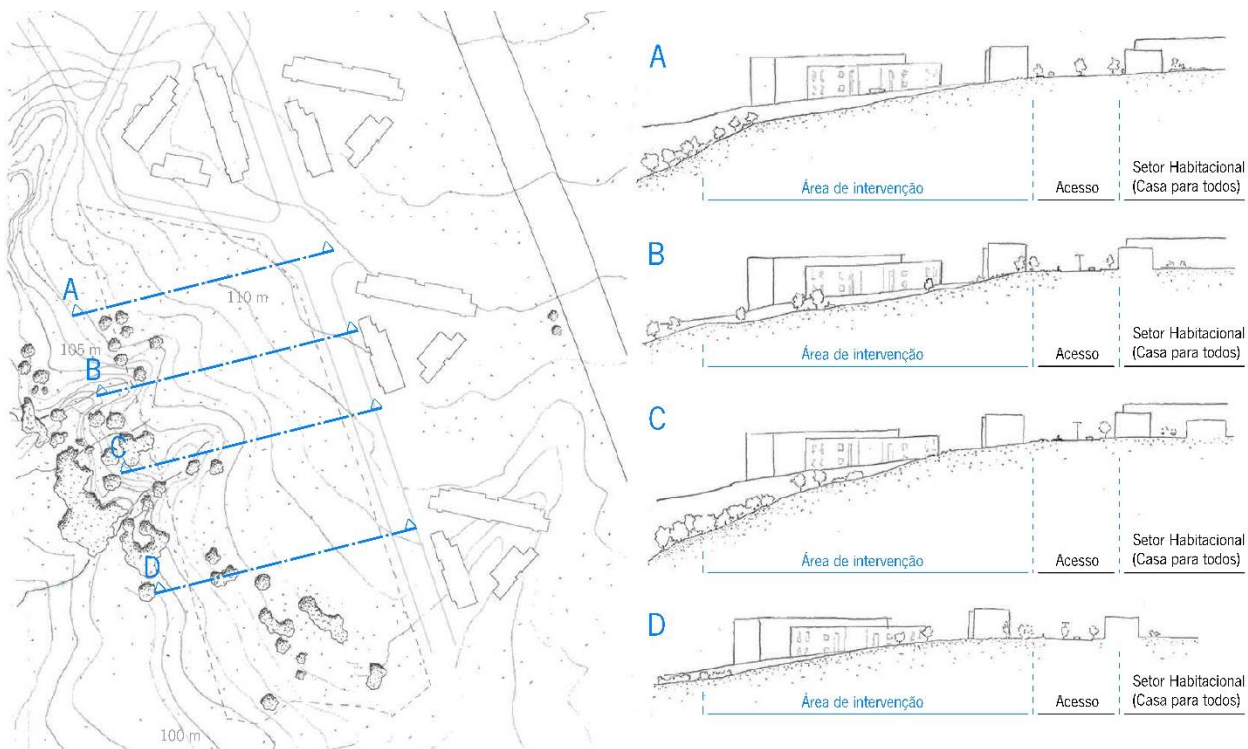 A
110 m
105 m
B
C
D
100 m
A
Área de intervenção
Acesso
Setor Habitacional
(Casa para todos)
B
Área de intervenção
Acesso
Setor Habitacional
(Casa para todos)
C
Área de intervenção
Acesso
Setor Habitacional
(Casa para todos)
D
Área de intervenção
Acesso
Setor Habitacional
(Casa para todos)